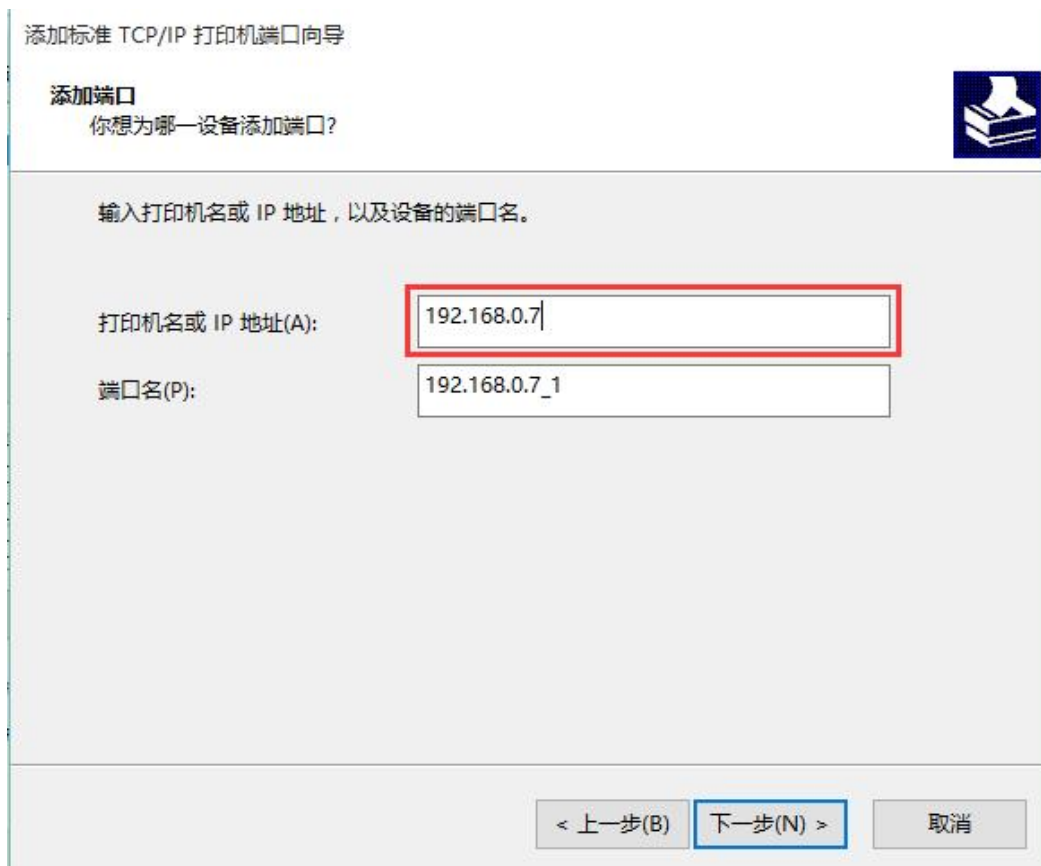 添加标准 TCP/IP 打印机端口向导
添加端口
你想为哪一设备添加端口?
输入打印机名或 IP 地址，以及设备的端口名。
打印机名或 IP 地址(A):
192.168.0.7
端口名(P):
192.168.0.7_1
< 上一步(B)
下一步(N) >
取消